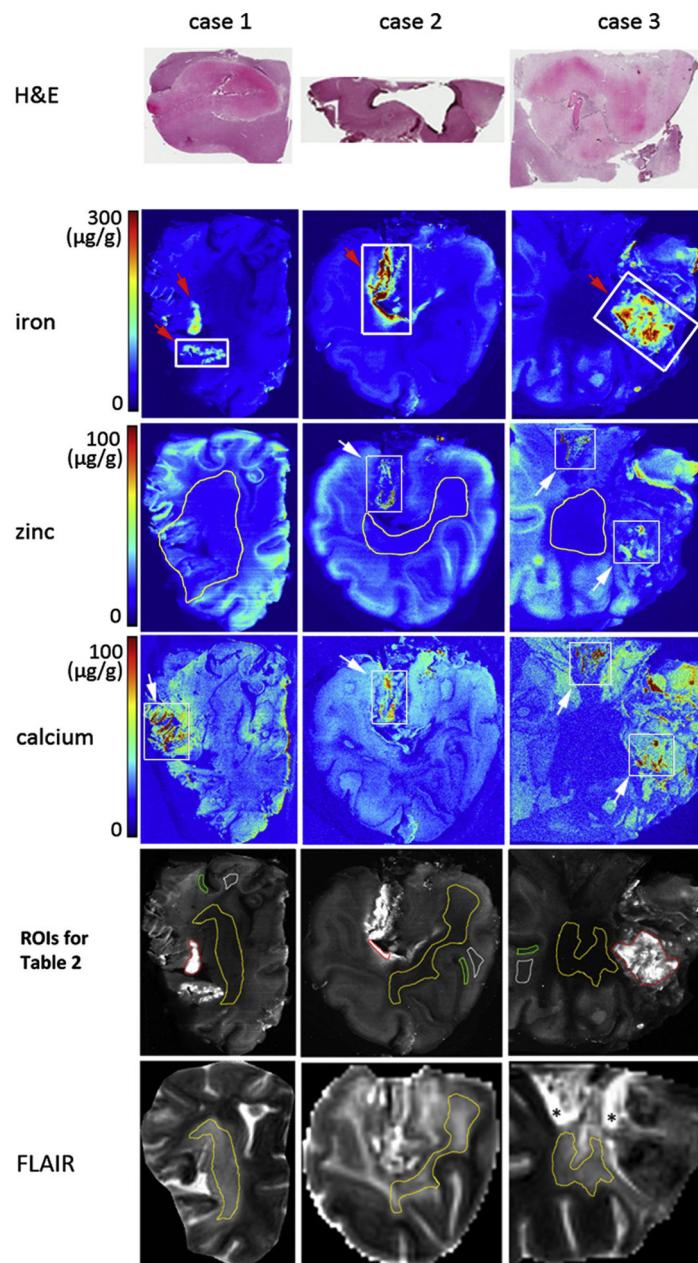 case 1 case 2 case 3
H&E
300
(µg/g)
iron
0
100
(µg/g)
zinc
0
100
(µg/g)
calcium
0
ROIs for
Table 2
FLAIR
* *